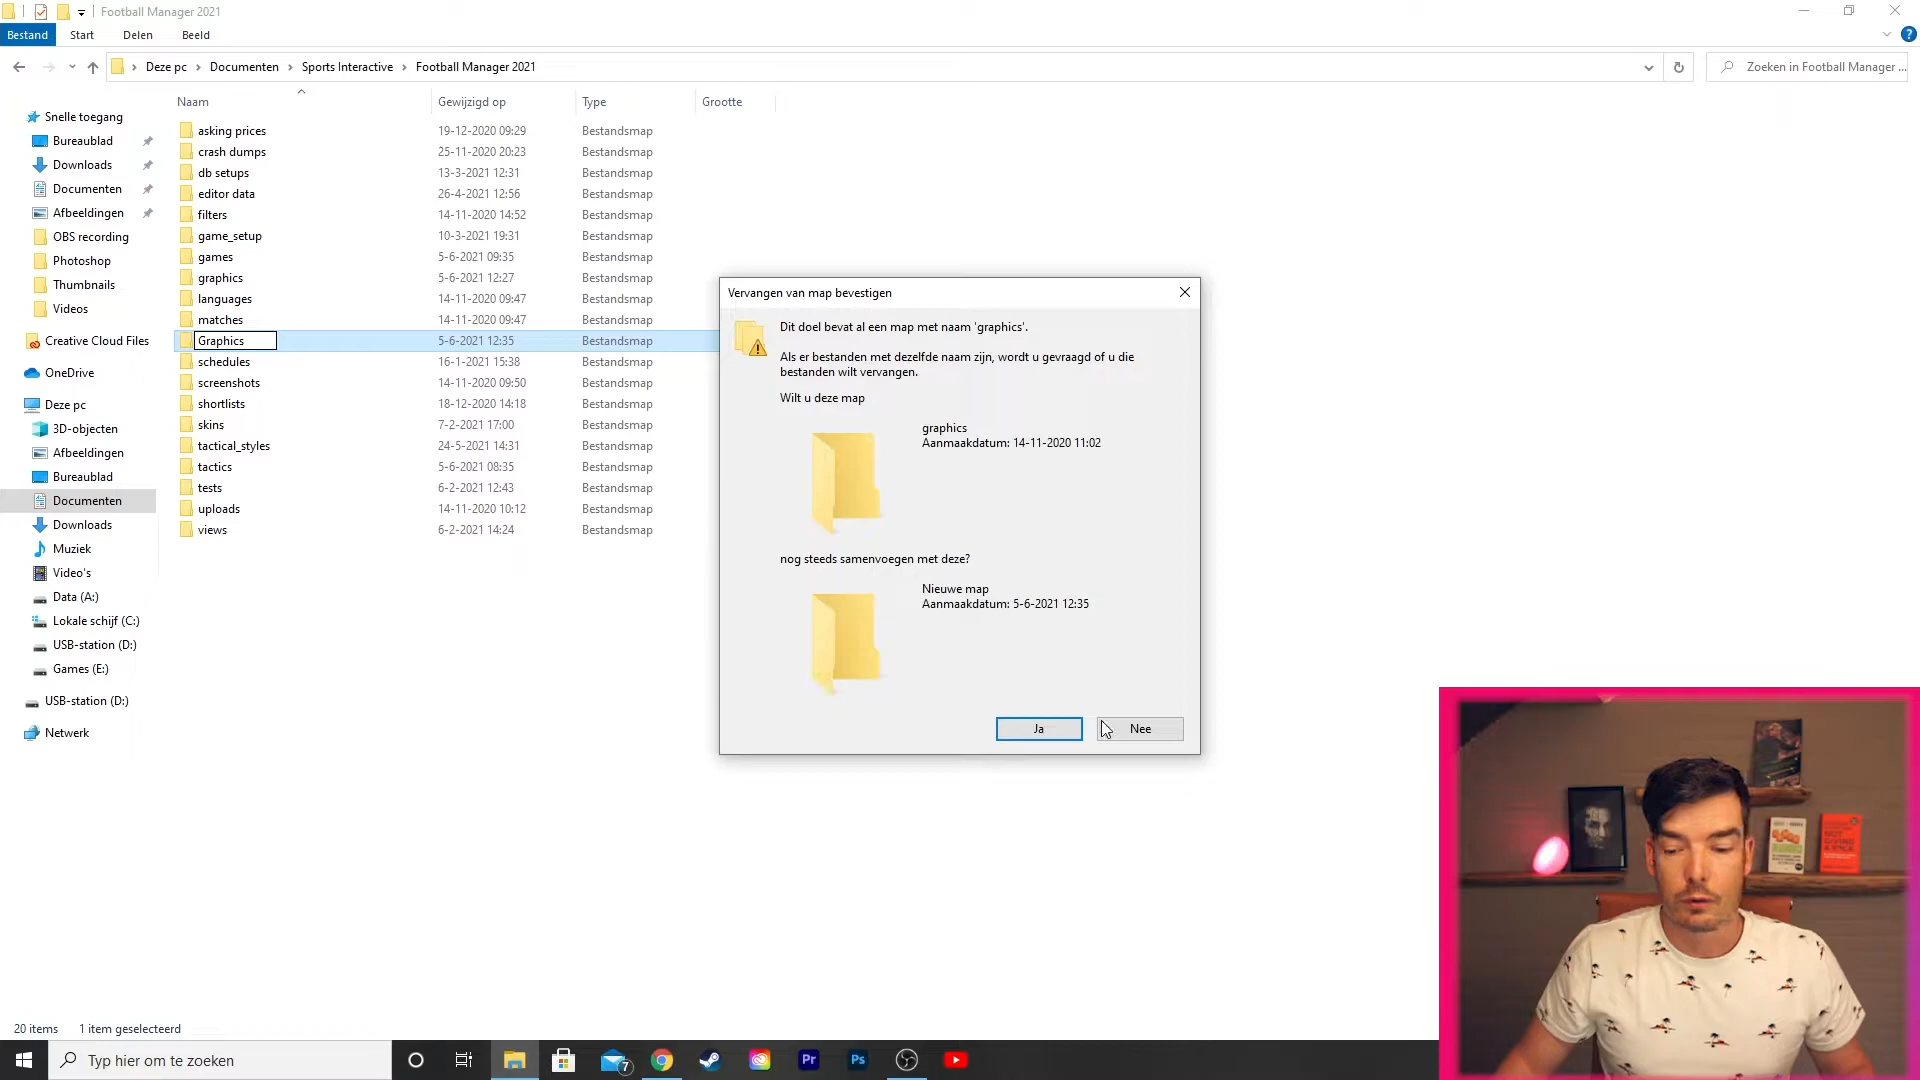 Football Manager 2021
Bestand
Start
Delen
Beeld
?
Deze pc
Documenten
Sports Interactive
Football Manager 2021
Zoeken in Football Manager ...
Naam
Gewijzigd op
Type
Grootte
Snelle toegang
Bureaublad
Downloads
Documenten
Afbeeldingen
OBS recording
Photoshop
Thumbnails
Videos
Creative Cloud Files
OneDrive
Deze pc
3D-objecten
Afbeeldingen
Bureaublad
Documenten
Downloads
Muziek
Video's
Data (A:)
Lokale schijf (C:)
USB-station (D:)
Games (E:)
USB-station (D:)
Netwerk
asking prices 19-12-2020 09:29 Bestandsmap
crash dumps 25-11-2020 20:23 Bestandsmap
db setups 13-3-2021 12:31 Bestandsmap
editor data 26-4-2021 12:56 Bestandsmap
filters 14-11-2020 14:52 Bestandsmap
game_setup 10-3-2021 19:31 Bestandsmap
games 5-6-2021 09:35 Bestandsmap
graphics 5-6-2021 12:27 Bestandsmap
languages 14-11-2020 09:47 Bestandsmap
matches 14-11-2020 09:47 Bestandsmap
Graphics 5-6-2021 12:35 Bestandsmap
schedules 16-1-2021 15:38 Bestandsmap
screenshots 14-11-2020 09:50 Bestandsmap
shortlists 18-12-2020 14:18 Bestandsmap
skins 7-2-2021 17:00 Bestandsmap
tactical_styles 24-5-2021 14:31 Bestandsmap
tactics 5-6-2021 08:35 Bestandsmap
tests 6-2-2021 12:43 Bestandsmap
uploads 14-11-2020 10:12 Bestandsmap
views 6-2-2021 14:24 Bestandsmap
Vervangen van map bevestigen
Dit doel bevat al een map met naam 'graphics'.
Als er bestanden met dezelfde naam zijn, wordt u gevraagd of u die
bestanden wilt vervangen.
Wilt u deze map
graphics
Aanmaakdatum: 14-11-2020 11:02
nog steeds samenvoegen met deze?
Nieuwe map
Aanmaakdatum: 5-6-2021 12:35
Ja
Nee
20 items
1 item geselecteerd
Typ hier om te zoeken
7
Pr
Ps